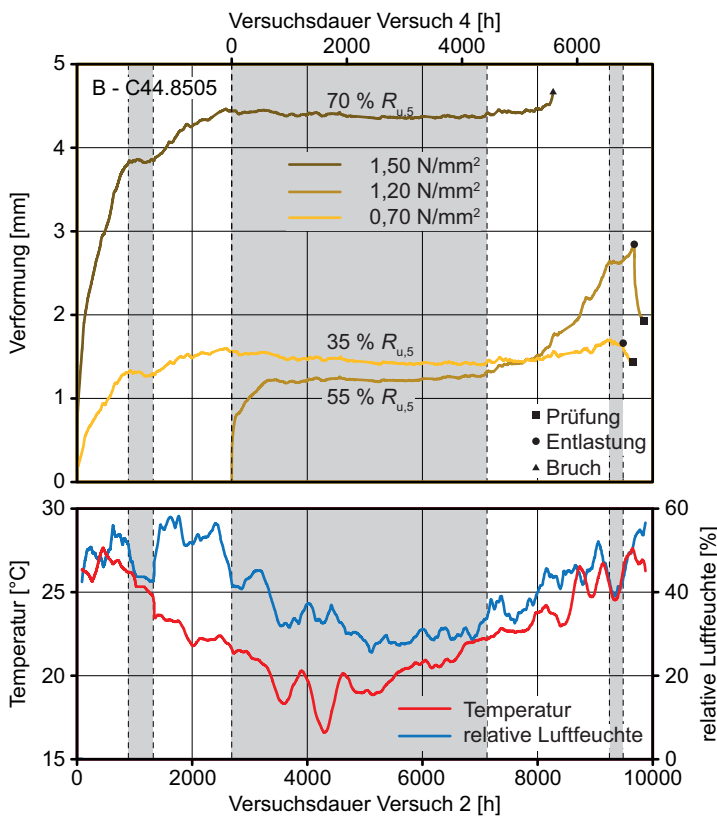 Versuchsdauer Versuch 4 [h]
0 2000 4000 6000
5
B - C44.8505
70 % Ru,5
4
1,50 N/mm²
1,20 N/mm²
3
0,70 N/mm²
Verformung [mm]
2
35 % Ru,5
1
55 % Ru,5
Prüfung
Entlastung
Bruch
0
30 60
25 40
Temperatur [°C]
relative Luftfeuchte [%]
20 20
Temperatur
relative Luftfeuchte
15 0
0 2000 4000 6000 8000 10000
Versuchsdauer Versuch 2 [h]